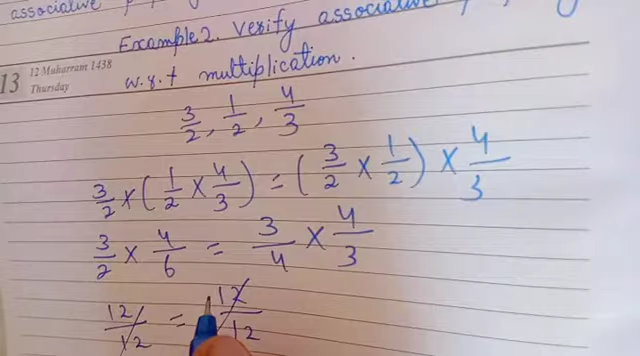 associative
Example 2. Verify associative
w.r.t multiplication.
13 12 Muharram 1438
Thursday
3/2, 1/2, 4/3
3/2 × (1/2 × 4/3) = (3/2 × 1/2) × 4/3
3/2 × 4/6 = 3/4 × 4/3
12/12 = 12/12